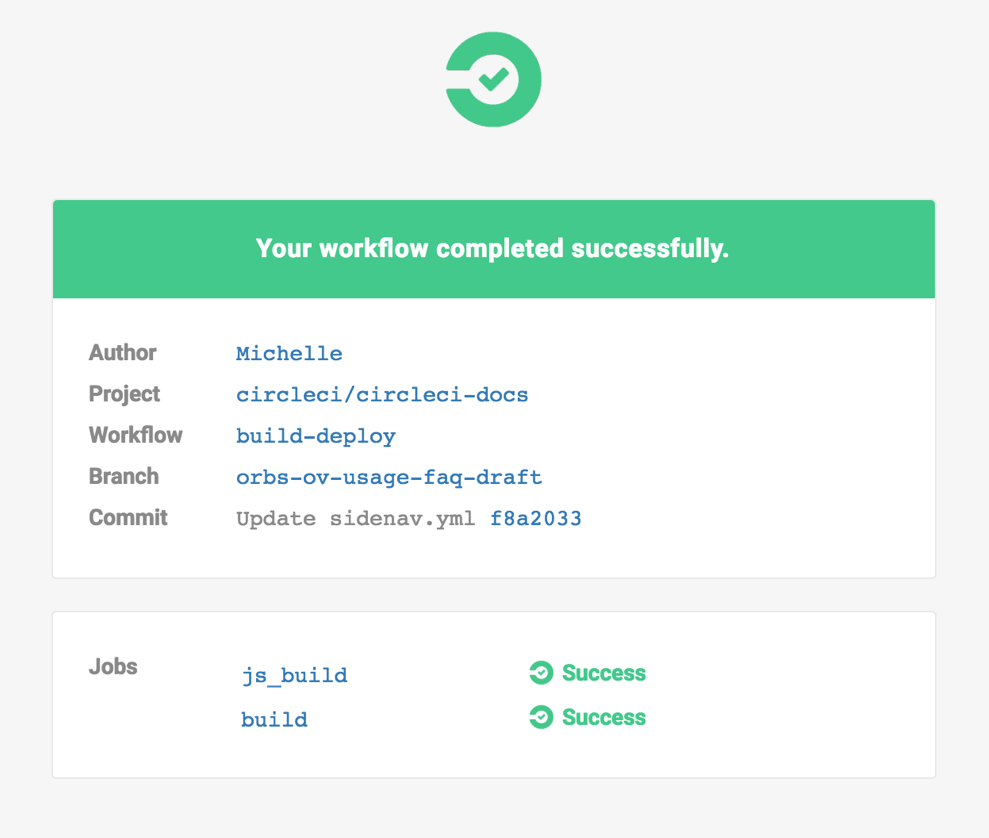 Your workflow completed successfully.
Author Michelle
Project circleci/circleci-docs
Workflow build-deploy
Branch orbs-ov-usage-faq-draft
Commit Update sidenav.yml f8a2033
Jobs js_build Success
build Success